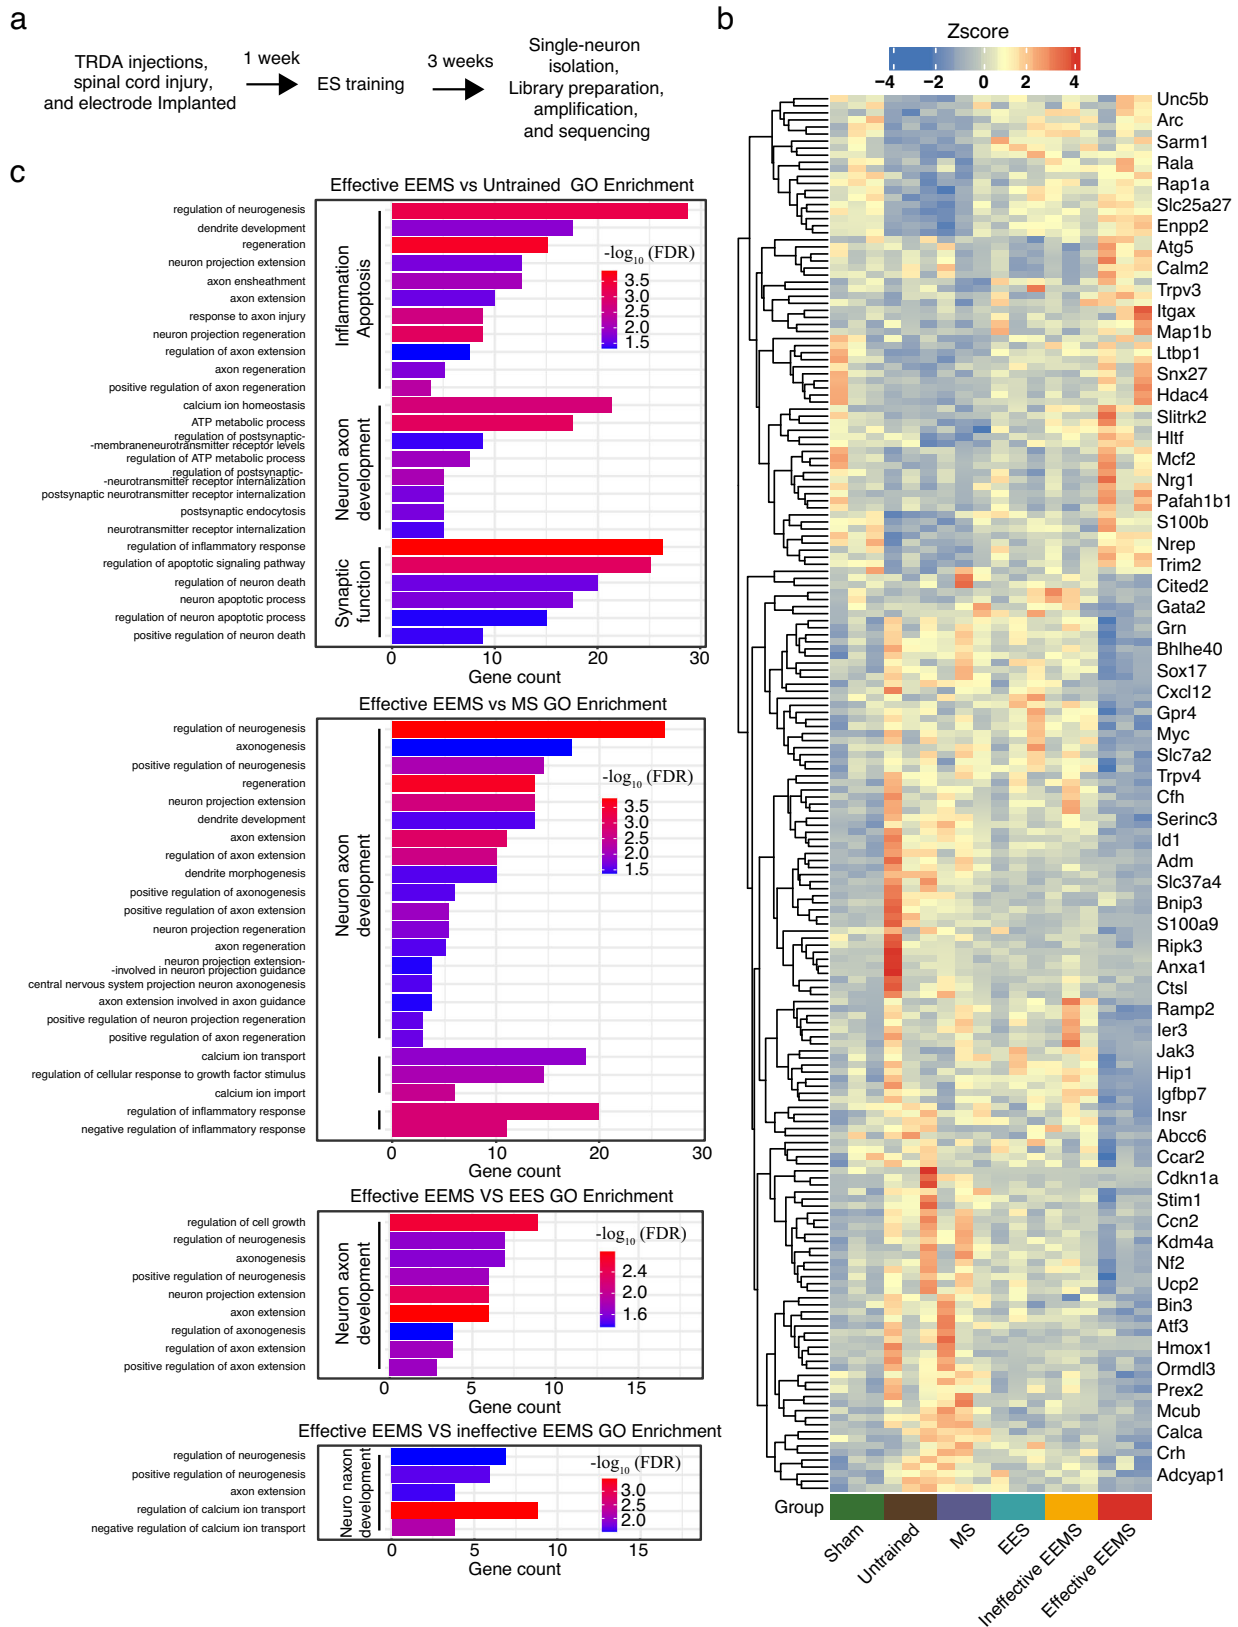 a
TRDA injections,
spinal cord injury,
and electrode Implanted
1 week
ES training
3 weeks
Single-neuron
isolation,
Library preparation,
amplification,
and sequencing
c
Effective EEMS vs Untrained GO Enrichment
regulation of neurogenesis
dendrite development
regeneration
neuron projection extension
axon ensheathment
axon extension
response to axon injury
neuron projection regeneration
regulation of axon extension
axon regeneration
positive regulation of axon regeneration
calcium ion homeostasis
ATP metabolic process
regulation of postsynaptic-
-membraneneurotransmitter receptor levels
regulation of ATP metabolic process
regulation of postsynaptic-
-neurotransmitter receptor internalization
postsynaptic neurotransmitter receptor internalization
postsynaptic endocytosis
neurotransmitter receptor internalization
regulation of inflammatory response
regulation of apoptotic signaling pathway
regulation of neuron death
neuron apoptotic process
regulation of neuron apoptotic process
positive regulation of neuron death
Inflammation
Apoptosis
Neuron axon
development
Synaptic
function
-log10 (FDR)
3.5
3.0
2.5
2.0
1.5
0 10 20 30
Gene count
Effective EEMS vs MS GO Enrichment
regulation of neurogenesis
axonogenesis
positive regulation of neurogenesis
regeneration
neuron projection extension
dendrite development
axon extension
regulation of axon extension
dendrite morphogenesis
positive regulation of axonogenesis
positive regulation of axon extension
neuron projection regeneration
axon regeneration
neuron projection extension-
-involved in neuron projection guidance
central nervous system projection neuron axonogenesis
axon extension involved in axon guidance
positive regulation of neuron projection regeneration
positive regulation of axon regeneration
calcium ion transport
regulation of cellular response to growth factor stimulus
calcium ion import
regulation of inflammatory response
negative regulation of inflammatory response
Neuron axon
development
-log10 (FDR)
3.5
3.0
2.5
2.0
1.5
0 10 20 30
Gene count
Effective EEMS VS EES GO Enrichment
regulation of cell growth
regulation of neurogenesis
axonogenesis
positive regulation of neurogenesis
neuron projection extension
axon extension
regulation of axonogenesis
regulation of axon extension
positive regulation of axon extension
Neuron axon
development
-log10 (FDR)
2.4
2.0
1.6
0 5 10 15
Gene count
Effective EEMS VS ineffective EEMS GO Enrichment
regulation of neurogenesis
positive regulation of neurogenesis
axon extension
regulation of calcium ion transport
negative regulation of calcium ion transport
Neuro naxon
development
-log10 (FDR)
3.0
2.5
2.0
0 5 10 15
Gene count
b
Zscore
−4 −2 0 2 4
Unc5b
Arc
Sarm1
Rala
Rap1a
Slc25a27
Enpp2
Atg5
Calm2
Trpv3
Itgax
Map1b
Ltbp1
Snx27
Hdac4
Slitrk2
Hltf
Mcf2
Nrg1
Pafah1b1
S100b
Nrep
Trim2
Cited2
Gata2
Grn
Bhlhe40
Sox17
Cxcl12
Gpr4
Myc
Slc7a2
Trpv4
Cfh
Serinc3
Id1
Adm
Slc37a4
Bnip3
S100a9
Ripk3
Anxa1
Ctsl
Ramp2
Ier3
Jak3
Hip1
Igfbp7
Insr
Abcc6
Ccar2
Cdkn1a
Stim1
Ccn2
Kdm4a
Nf2
Ucp2
Bin3
Atf3
Hmox1
Ormdl3
Prex2
Mcub
Calca
Crh
Adcyap1
Group
Sham
Untrained
MS
EES
Ineffective EEMS
Effective EEMS